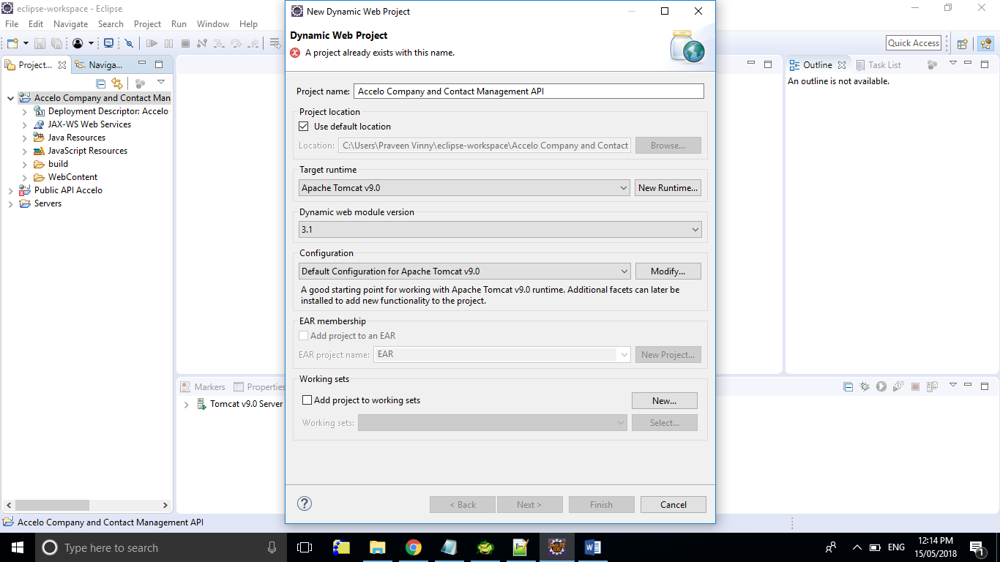 eclipse-workspace - Eclipse
File Edit Navigate Search Project Run Window Help
Quick Access
Project... Naviga...
Accelo Company and Contact Man
3.1 Deployment Descriptor: Accelo
JAX-WS Web Services
Java Resources
JavaScript Resources
build
WebContent
Public API Accelo
Servers
New Dynamic Web Project
Dynamic Web Project
A project already exists with this name.
Project name: Accelo Company and Contact Management API
Project location
Use default location
Location: C:\Users\Praveen Vinny\eclipse-workspace\Accelo Company and Contact Browse...
Target runtime
Apache Tomcat v9.0 New Runtime...
Dynamic web module version
3.1
Configuration
Default Configuration for Apache Tomcat v9.0 Modify...
A good starting point for working with Apache Tomcat v9.0 runtime. Additional facets can later be
installed to add new functionality to the project.
EAR membership
Add project to an EAR
EAR project name: EAR New Project...
Working sets
Add project to working sets New...
Working sets: Select...
? < Back Next > Finish Cancel
Outline Task List
An outline is not available.
Markers Properties
Tomcat v9.0 Server
Accelo Company and Contact Management API
Type here to search
ENG
12:14 PM
15/05/2018
1